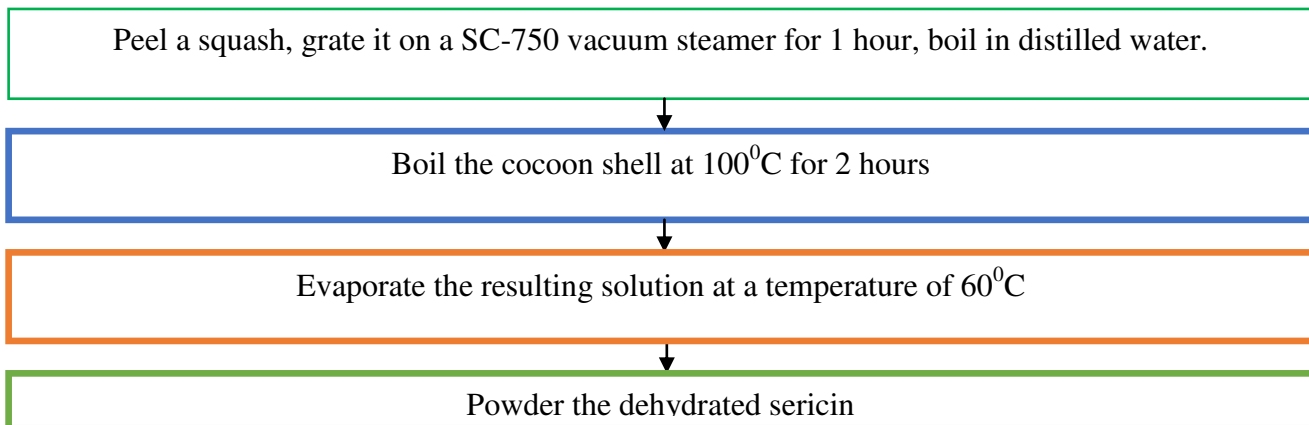 Peel a squash, grate it on a SC-750 vacuum steamer for 1 hour, boil in distilled water.
Boil the cocoon shell at 100⁰C for 2 hours
Evaporate the resulting solution at a temperature of 60⁰C
Powder the dehydrated sericin